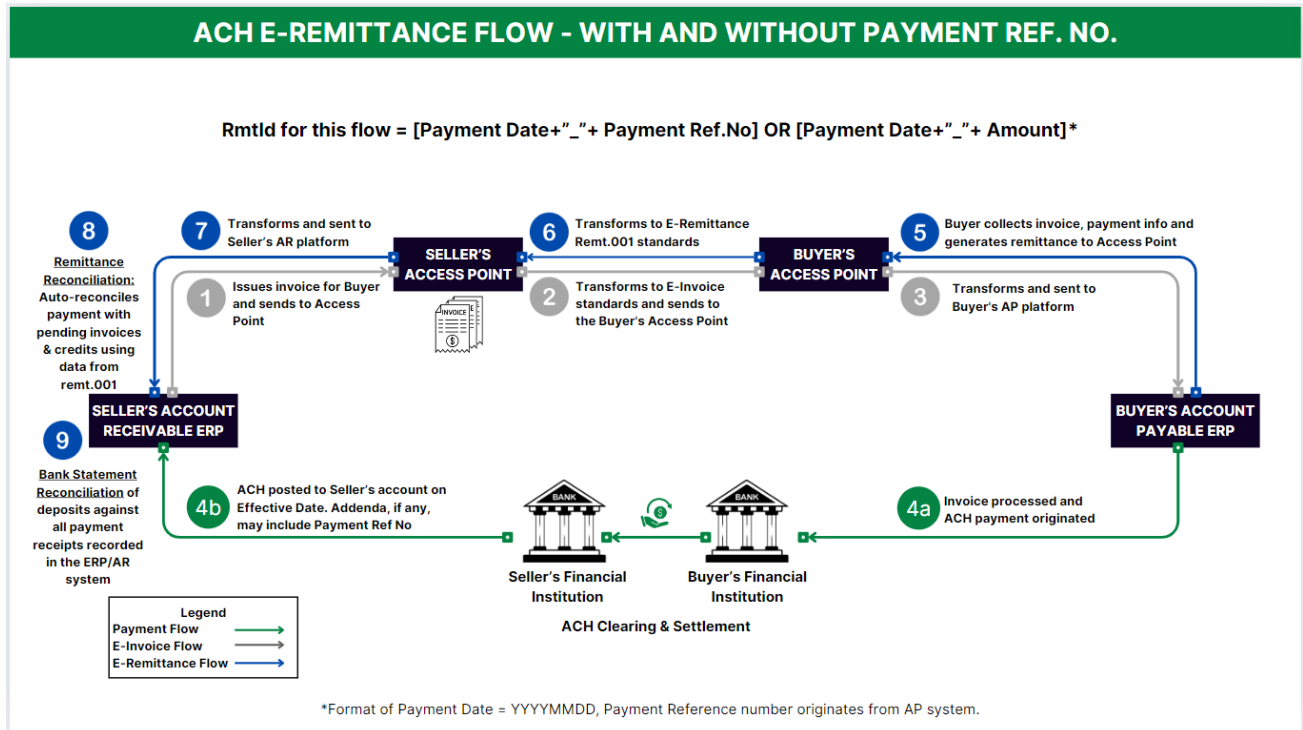 ACH E-REMITTANCE FLOW - WITH AND WITHOUT PAYMENT REF. NO.
RmtId for this flow = [Payment Date+”_”+ Payment Ref.No] OR [Payment Date+”_”+ Amount]*
8
Remittance
Reconciliation:
Auto-reconciles
payment with
pending invoices
& credits using
data from
remt.001
7
Transforms and sent to
Seller’s AR platform
1
Issues invoice for Buyer
and sends to Access
Point
SELLER’S
ACCESS POINT
INVOICE
$
6
Transforms to E-Remittance
Remt.001 standards
2
Transforms to E-Invoice
standards and sends to
the Buyer's Access Point
BUYER’S
ACCESS POINT
5
Buyer collects invoice, payment info and
generates remittance to Access Point
3
Transforms and sent to
Buyer's AP platform
SELLER’S ACCOUNT
RECEIVABLE ERP
BUYER’S ACCOUNT
PAYABLE ERP
9
Bank Statement
Reconciliation of
deposits against
all payment
receipts recorded
in the ERP/AR
system
4b
ACH posted to Seller’s account on
Effective Date. Addenda, if any,
may include Payment Ref No
BANK
$
BANK
4a
Invoice processed and
ACH payment originated
Seller’s Financial
Institution
Buyer’s Financial
Institution
ACH Clearing & Settlement
Legend
Payment Flow
E-Invoice Flow
E-Remittance Flow
*Format of Payment Date = YYYYMMDD, Payment Reference number originates from AP system.